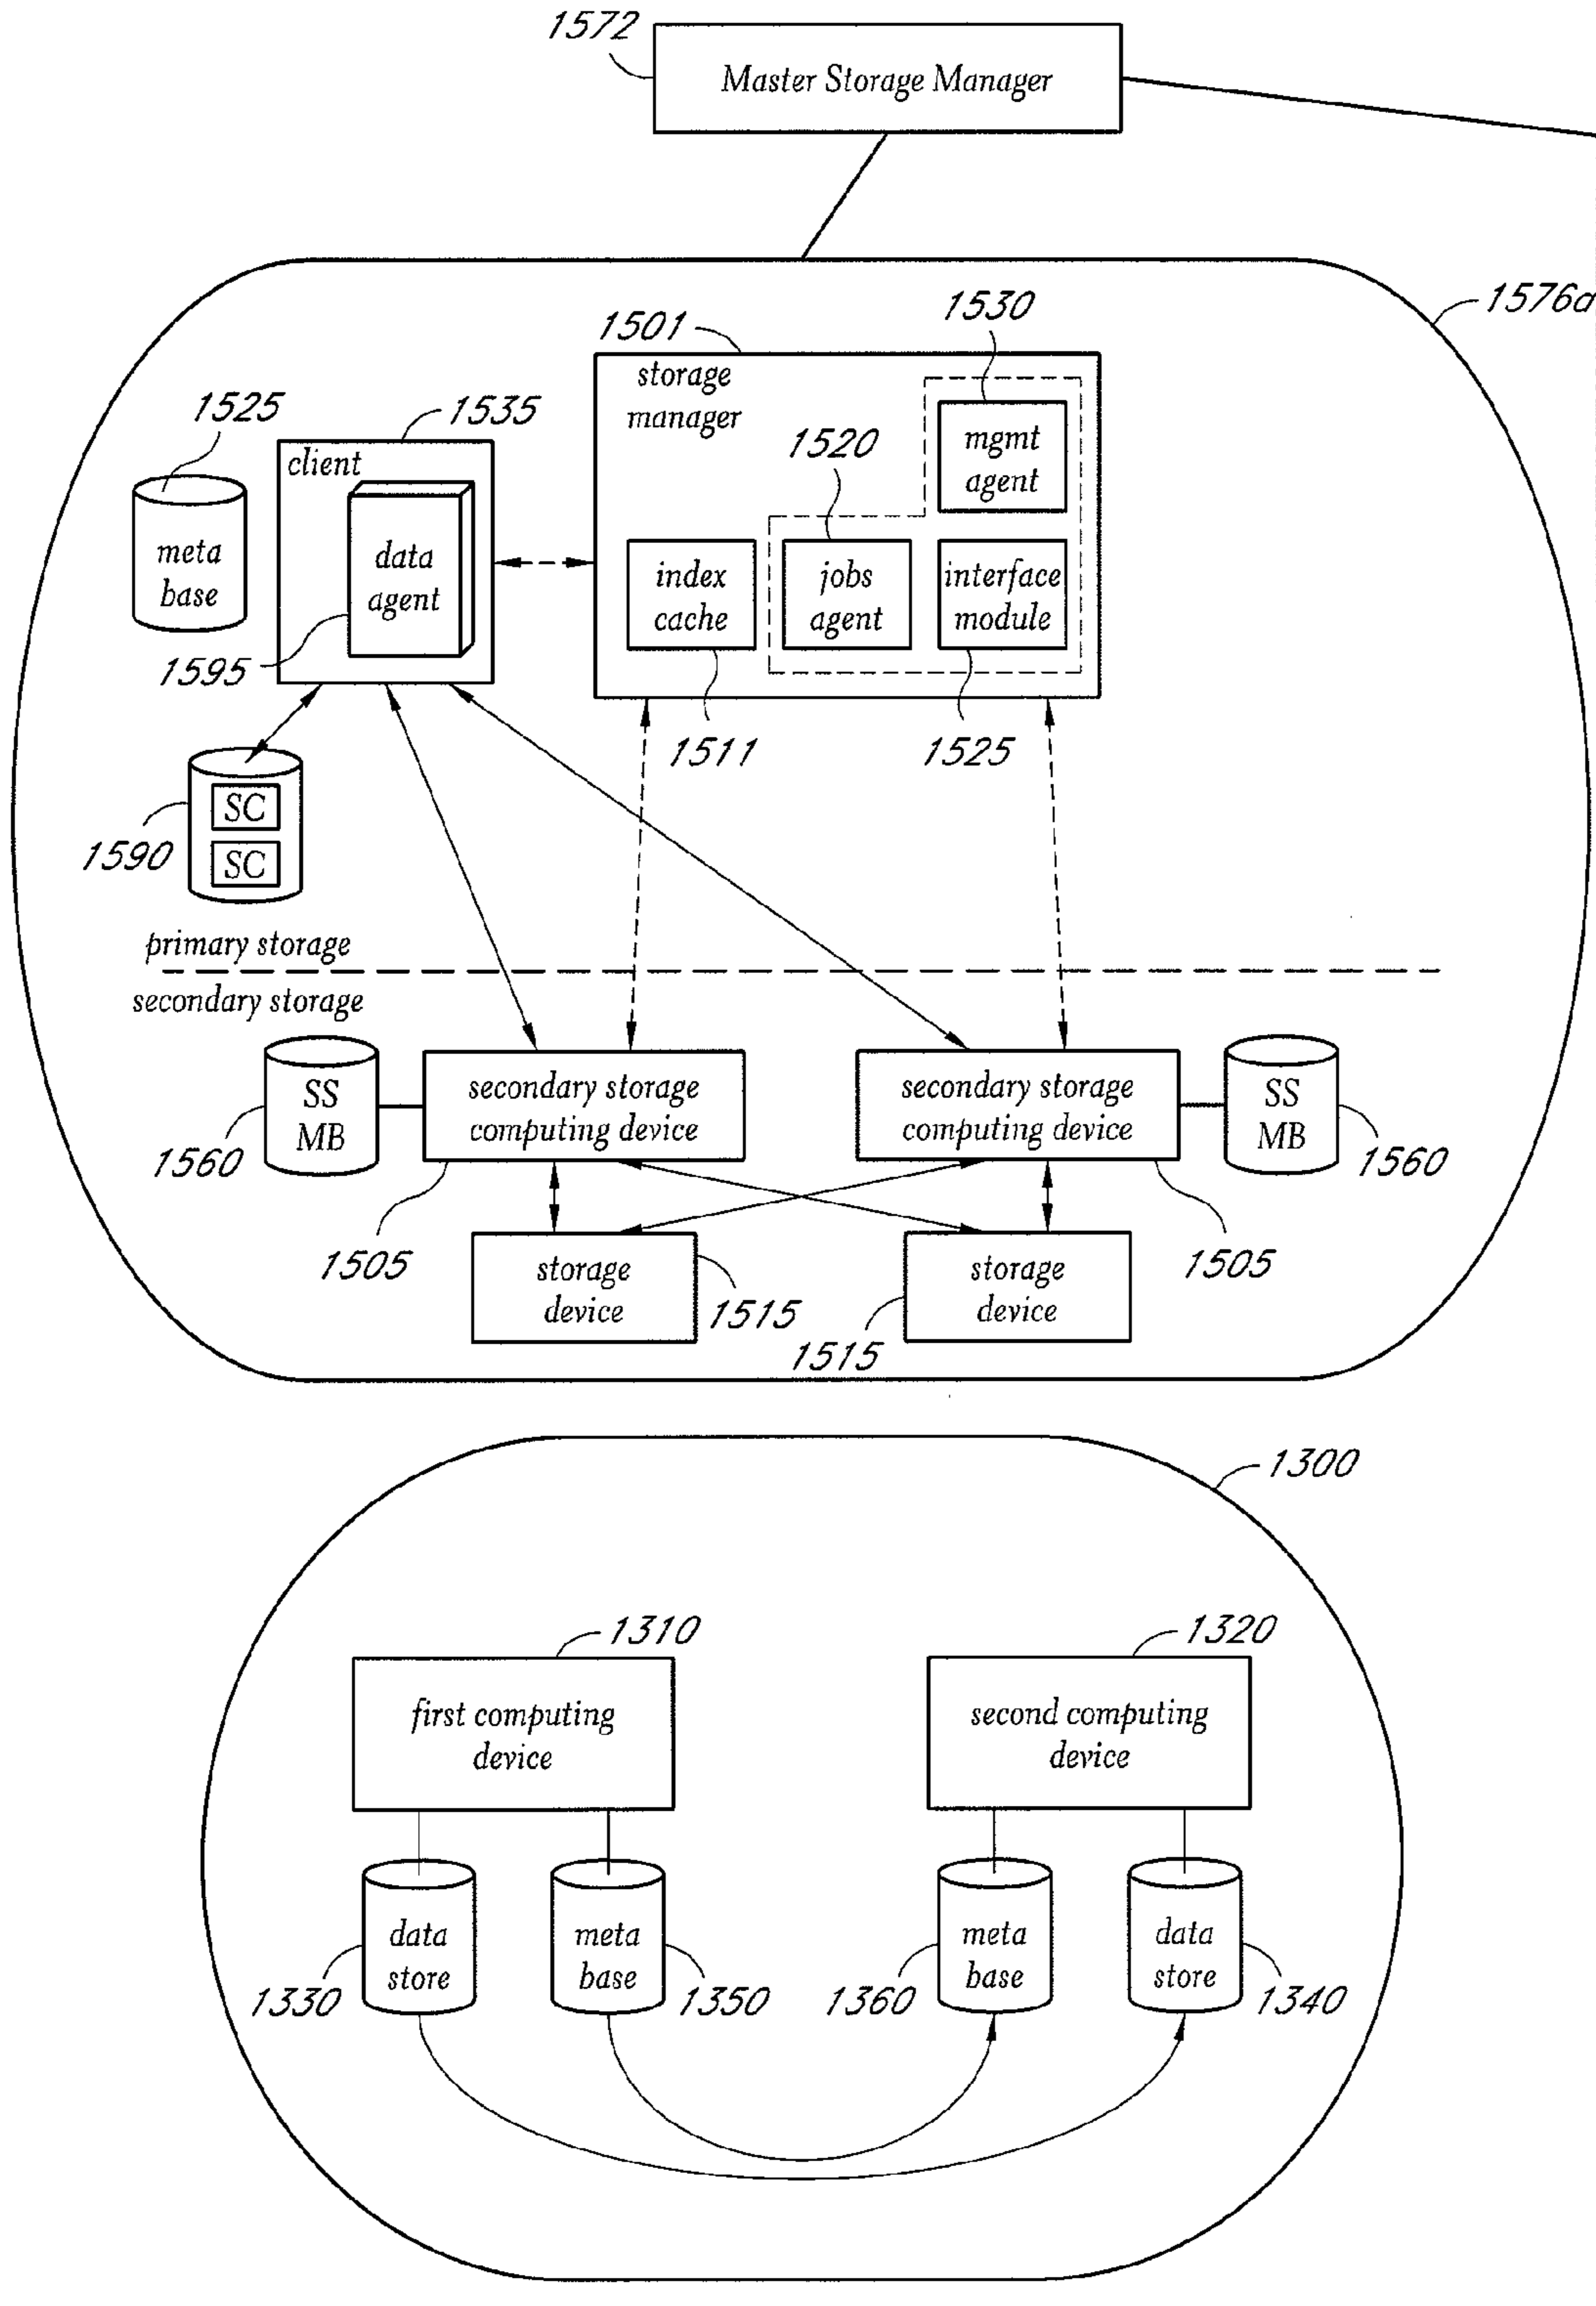 1572
Master Storage Manager
1576a
1530
1501
storage
manager
1525
1535
client
mgmt
agent
1520
meta
base
data
agent
index
cache
jobs
agent
interface
module
1595
1511
1525
SC
SC
1590
primary storage
secondary storage
SS
MB
secondary storage
computing device
secondary storage
computing device
SS
MB
1560
1560
1505
storage
device
1515
storage
device
1505
1515
1300
1310
1320
first computing
device
second computing
device
data
store
meta
base
meta
base
data
store
1330
1350
1360
1340